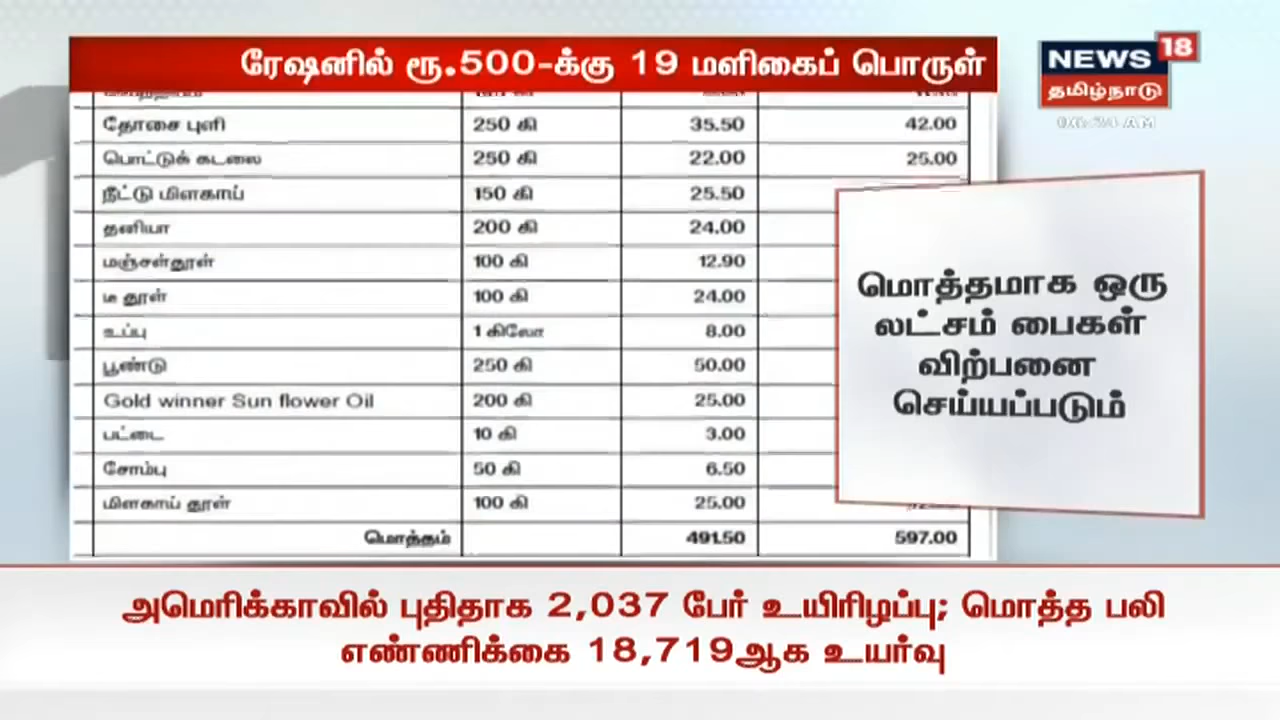 ரேஷனில் ரூ.500-க்கு 19 மளிகைப் பொருள்
NEWS 18
தமிழ்நாடு
தோசை புளி 250 கி 35.50 42.00
பொட்டுக் கடலை 250 கி 22.00 25.00
நீட்டு மிளகாய் 150 கி 25.50
தனியா 200 கி 24.00
மஞ்சள்தூள் 100 கி 12.90
டீ தூள் 100 கி 24.00
உப்பு 1 கிலோ 8.00
பூண்டு 250 கி 50.00
Gold winner Sun flower Oil 200 கி 25.00
பட்டை 10 கி 3.00
சோம்பு 50 கி 6.50
மிளகாய் தூள் 100 கி 25.00
மொத்தம் 491.50 597.00
மொத்தமாக ஒரு
லட்சம் பைகள்
விற்பனை
செய்யப்படும்
அமெரிக்காவில் புதிதாக 2,037 பேர் உயிரிழப்பு; மொத்த பலி
எண்ணிக்கை 18,719ஆக உயர்வு